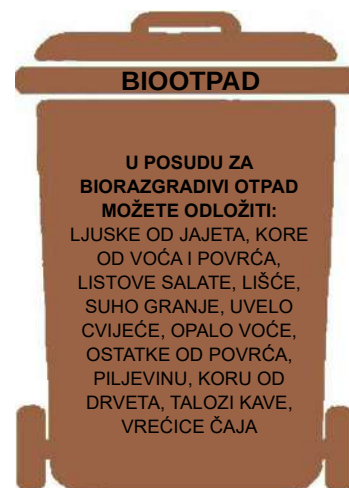 BIOOTPAD
U POSUDU ZA
BIORAZGRADIVI OTPAD
MOŽETE ODLOŽITI:
LJUSKE OD JAJETA, KORE
OD VOĆA I POVRĆA,
LISTOVE SALATE, LIŠĆE,
SUHO GRANJE, UVELO
CVIJEĆE, OPALO VOĆE,
OSTATKE OD POVRĆA,
PILJEVINU, KORU OD
DRVETA, TALOZI KAVE,
VREĆICE ČAJA